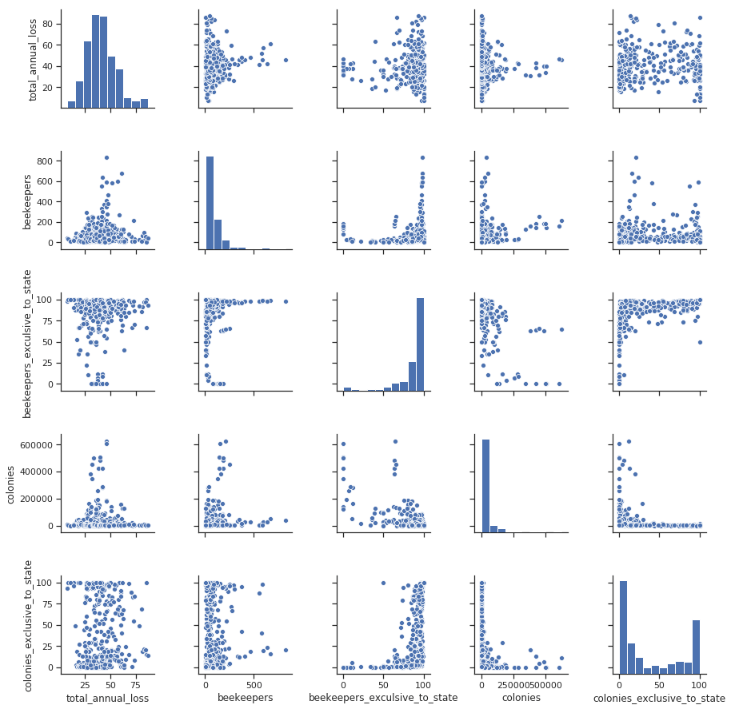 total_annual_loss
80
60
40
20
beekeepers
800
600
400
200
0
beekeepers_exculsive_to_state
100
75
50
25
0
colonies
600000
400000
200000
0
colonies_exclusive_to_state
100
75
50
25
0
25 50 75
0 500
0 50 100
0 250000 500000
0 50 100
total_annual_loss
beekeepers
beekeepers_exculsive_to_state
colonies
colonies_exclusive_to_state